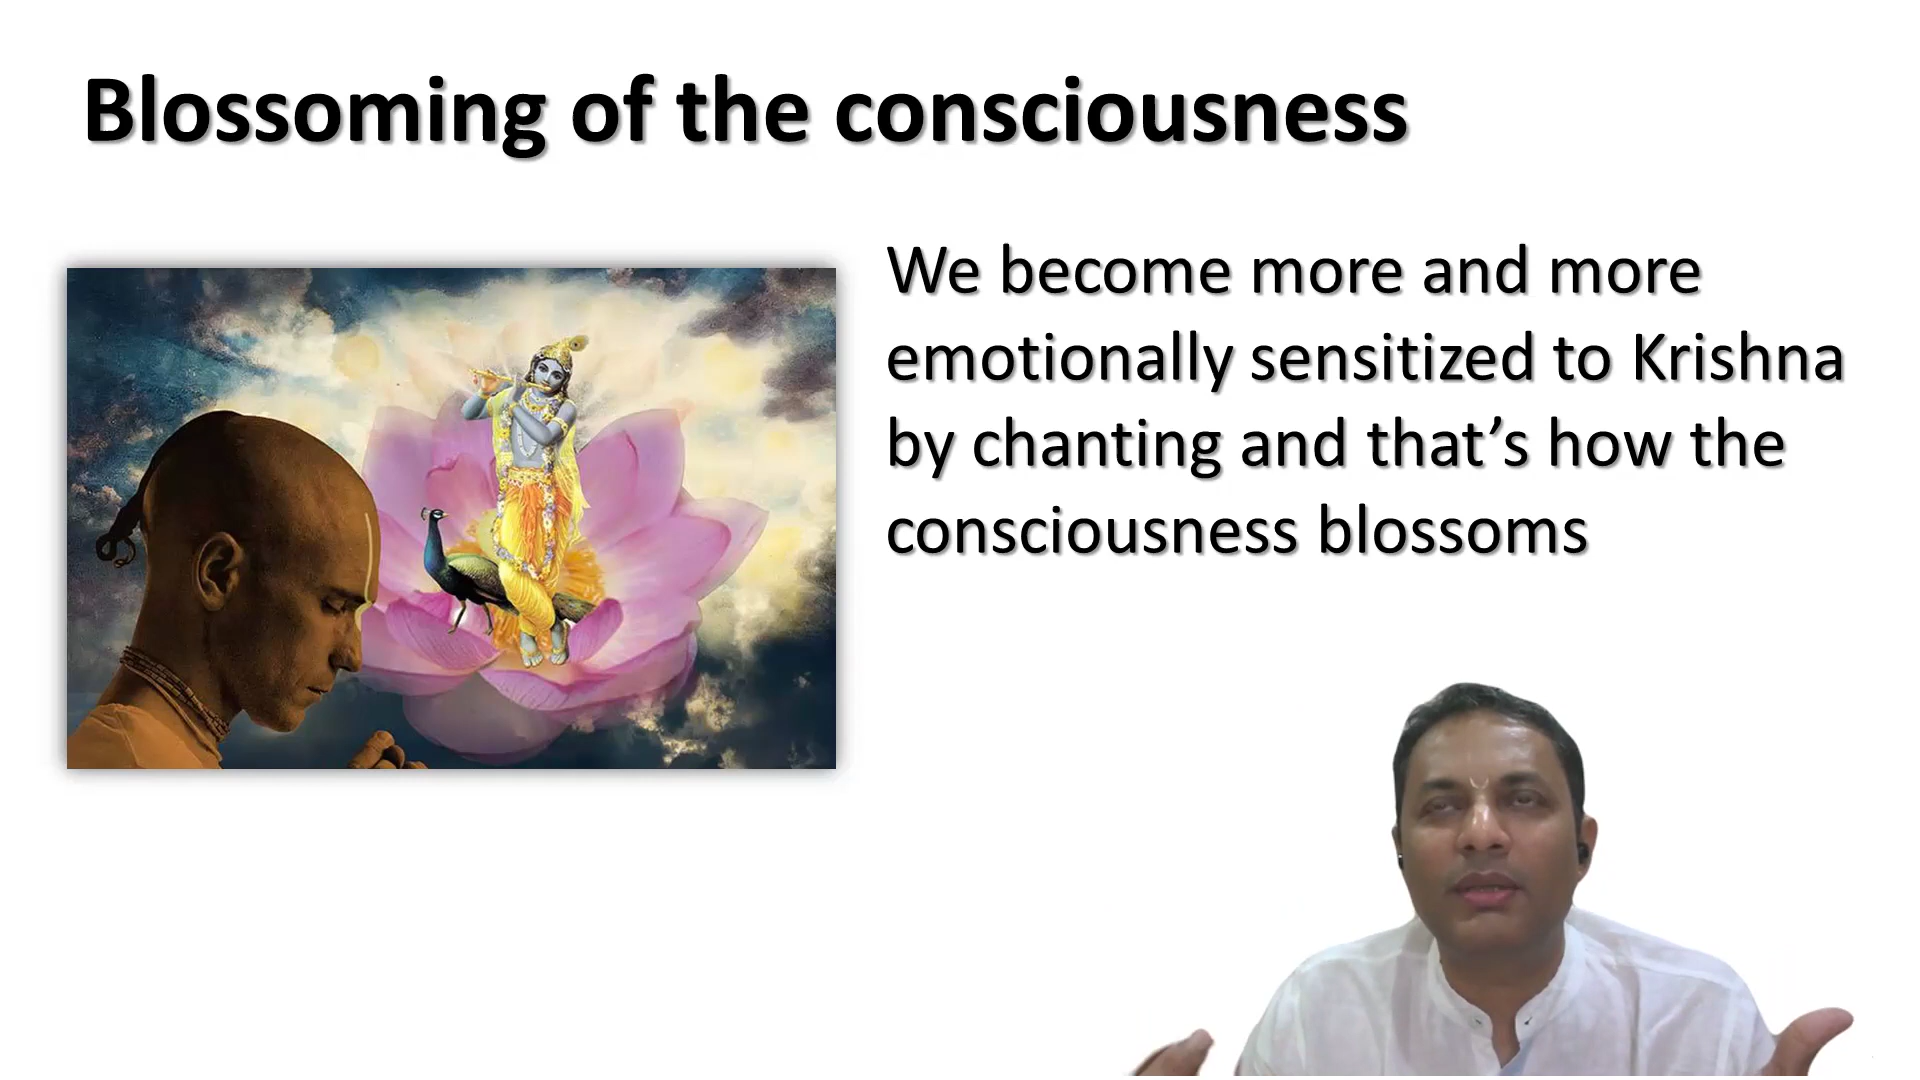 Blossoming of the consciousness
We become more and more
emotionally sensitized to Krishna
by chanting and that’s how the
consciousness blossoms